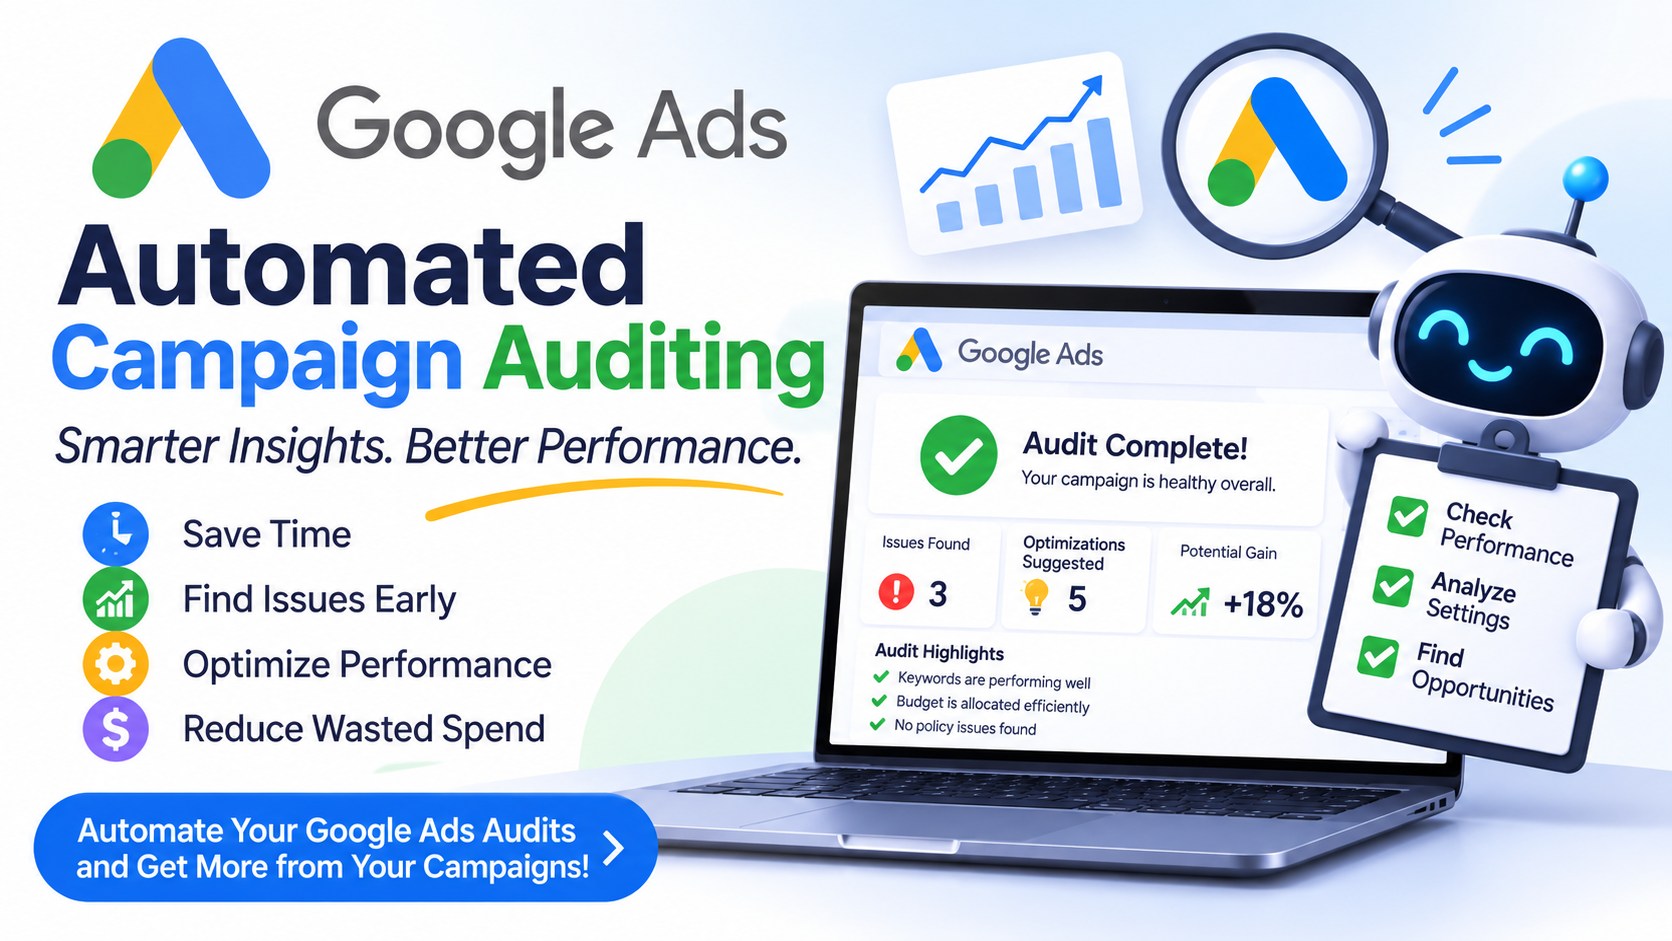 Google Ads
Automated
Campaign Auditing
Smarter Insights. Better Performance.
Save Time
Find Issues Early
Optimize Performance
Reduce Wasted Spend
Automate Your Google Ads Audits
and Get More from Your Campaigns!
Google Ads
Audit Complete!
Your campaign is healthy overall.
Issues Found
3
Optimizations
Suggested
5
Potential Gain
+18%
Audit Highlights
Keywords are performing well
Budget is allocated efficiently
No policy issues found
Check
Performance
Analyze
Settings
Find
Opportunities